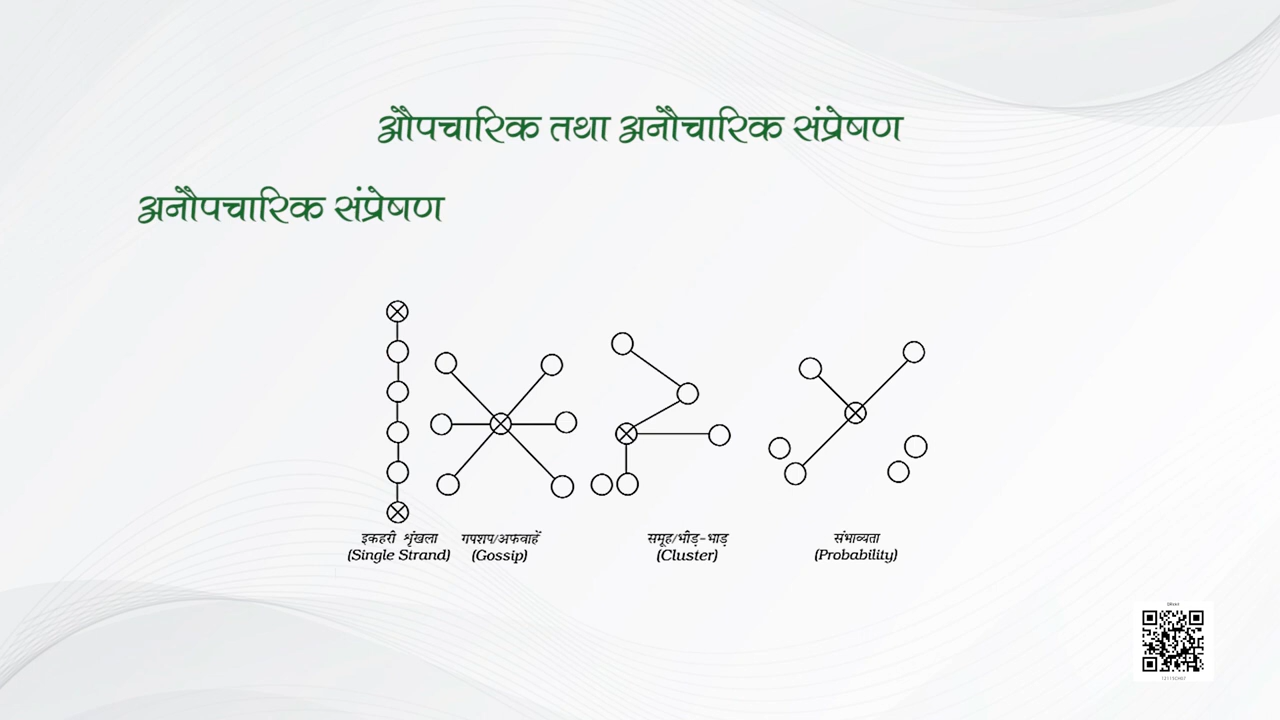 औपचारिक तथा अनौचारिक संप्रेषण
अनौपचारिक संप्रेषण
इकहरी शृंखला
(Single Strand)
गपशप/अफवाहें
(Gossip)
समूह/भीड़-भाड़
(Cluster)
संभाव्यता
(Probability)